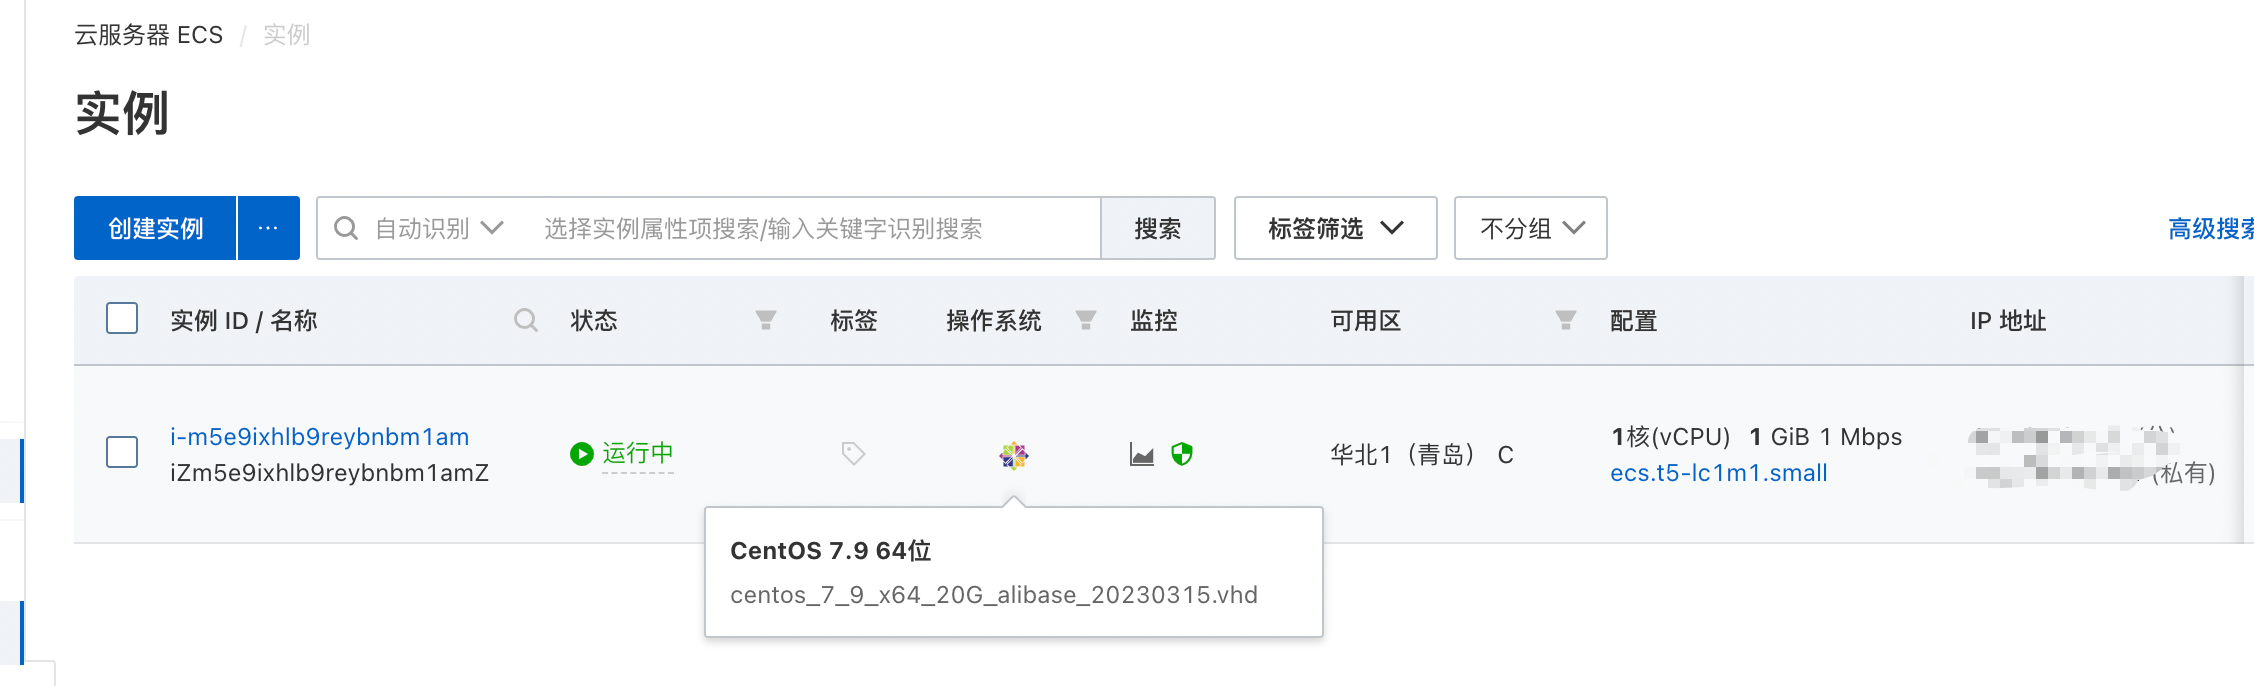 云服务器 ECS / 实例
实例
创建实例 ... 自动识别 选择实例属性项搜索/输入关键字识别搜索 搜索 标签筛选 不分组 高级搜索
实例 ID / 名称 状态 标签 操作系统 监控 可用区 配置 IP 地址
i-m5e9ixhlb9reybnbm1am 运行中 华北1（青岛） C 1核(vCPU) 1 GiB 1 Mbps
iZm5e9ixhlb9reybnbm1amZ ecs.t5-lc1m1.small (私有)
CentOS 7.9 64位
centos_7_9_x64_20G_alibase_20230315.vhd